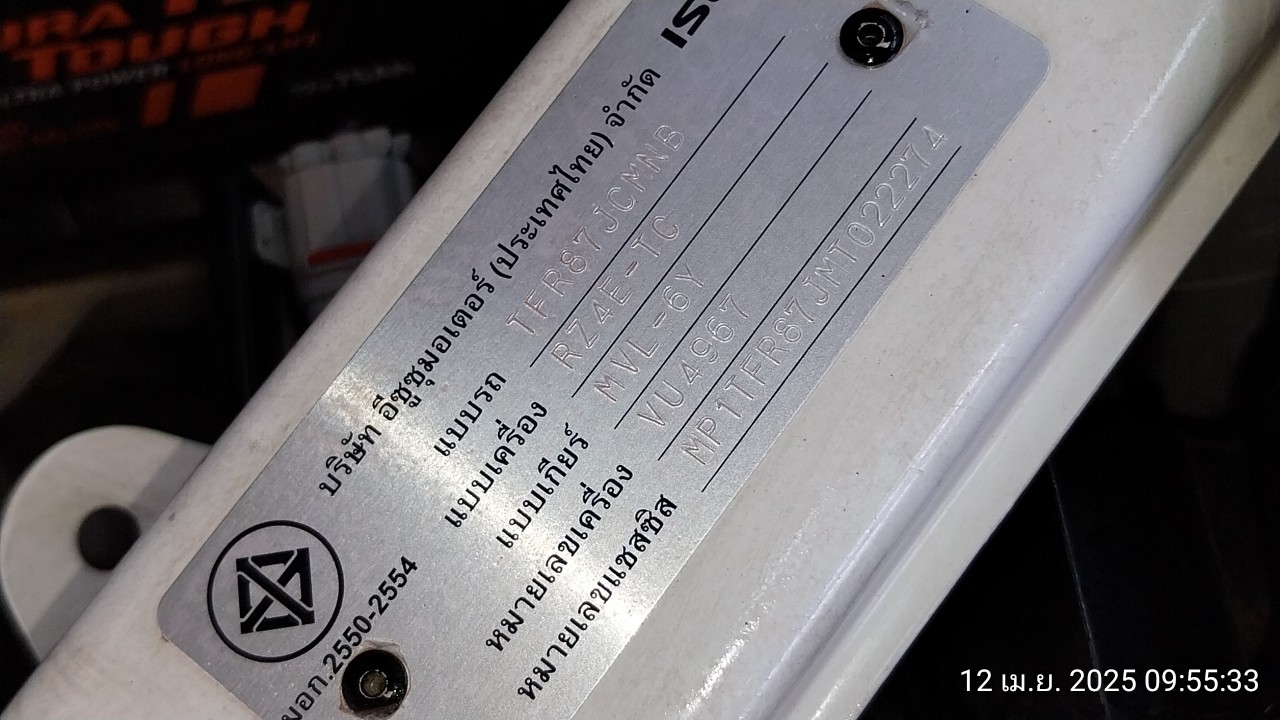 TOUGH
บริษัท อีซูซุมอเตอร์ (ประเทศไทย) จำกัด
แบบรถ TFR87JCMNB
แบบเครื่อง RZ4E-TC
แบบเกียร์ MVL-6Y
หมายเลขเครื่อง VU4967
หมายเลขแชสซิส MP1TFR87JMT022274
มอก.2550-2554
12 เม.ย. 2025 09:55:33